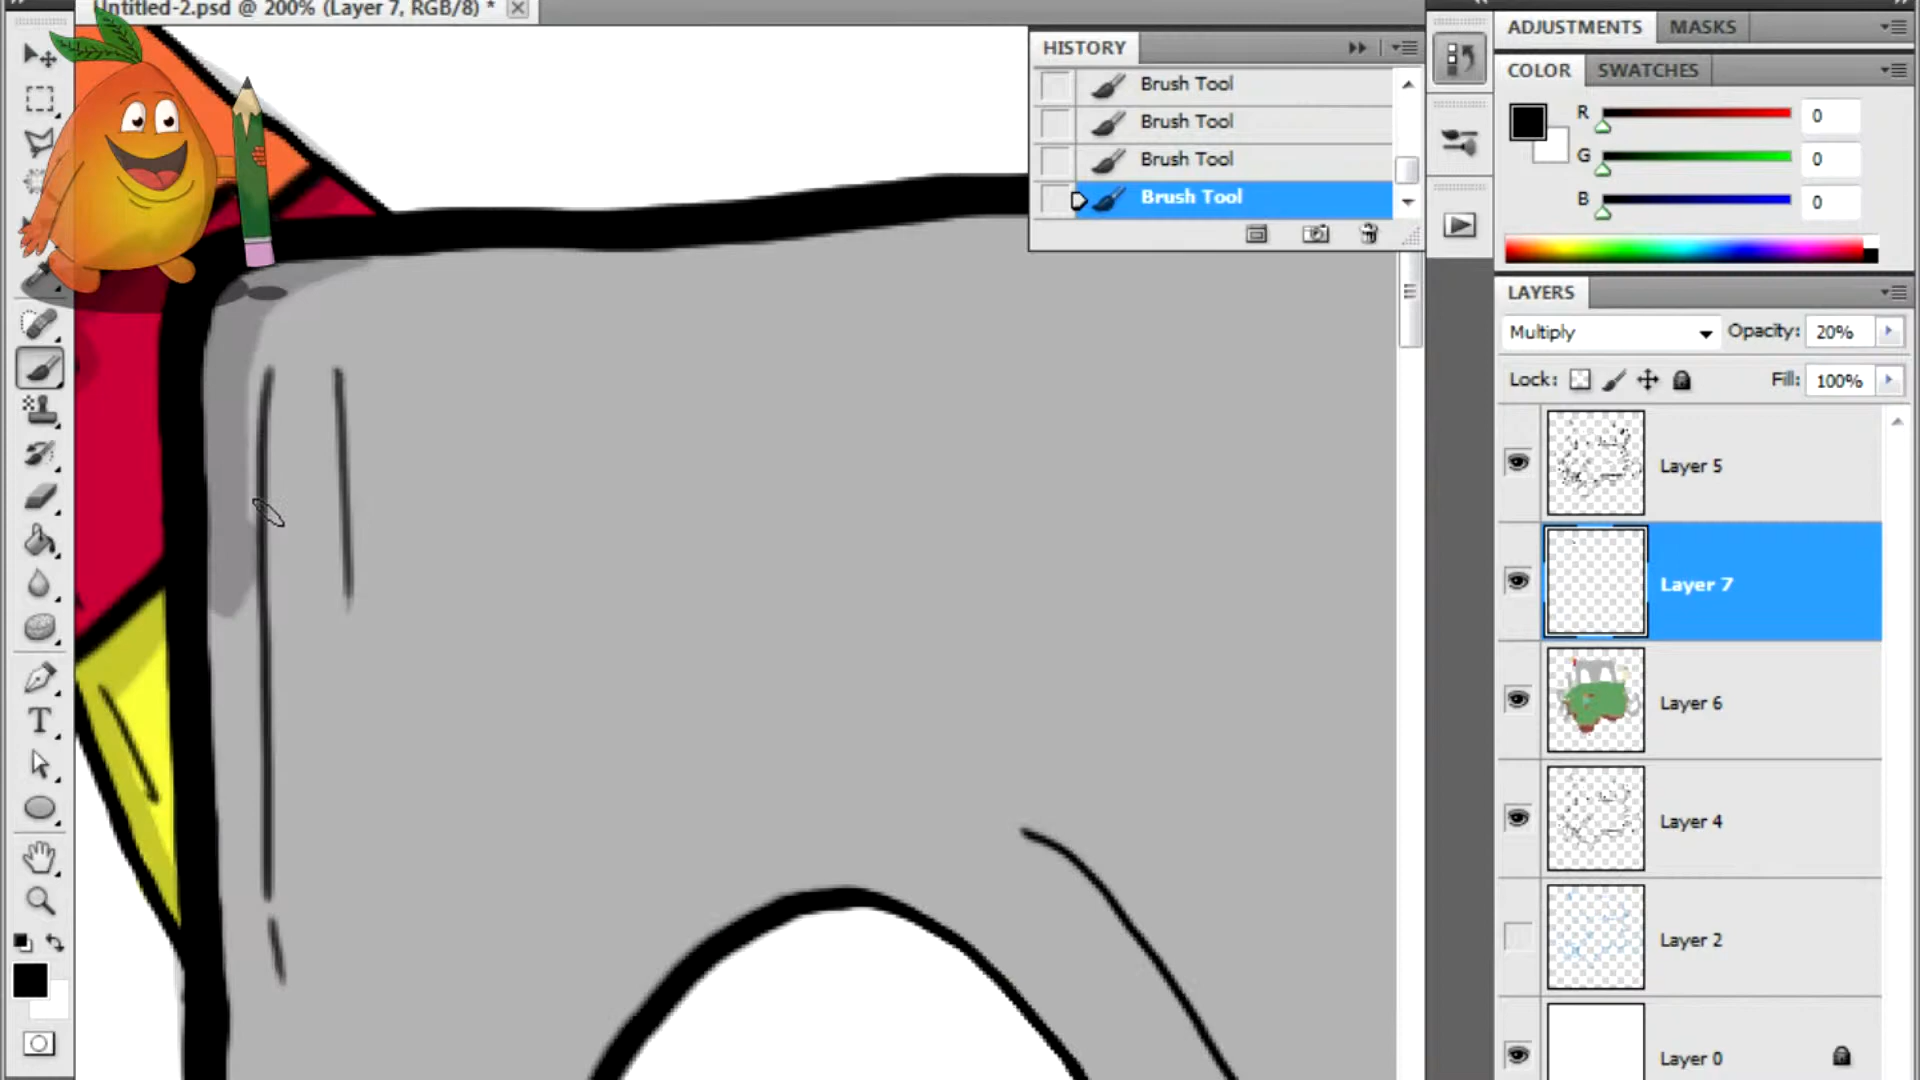 Untitled-2.psd @ 200% (Layer 7, RGB/8) *
HISTORY
Brush Tool
Brush Tool
Brush Tool
Brush Tool
ADJUSTMENTS MASKS
COLOR SWATCHES
R 0
G 0
B 0
LAYERS
Multiply Opacity: 20%
Lock: Fill: 100%
Layer 5
Layer 7
Layer 6
Layer 4
Layer 2
Layer 0
T